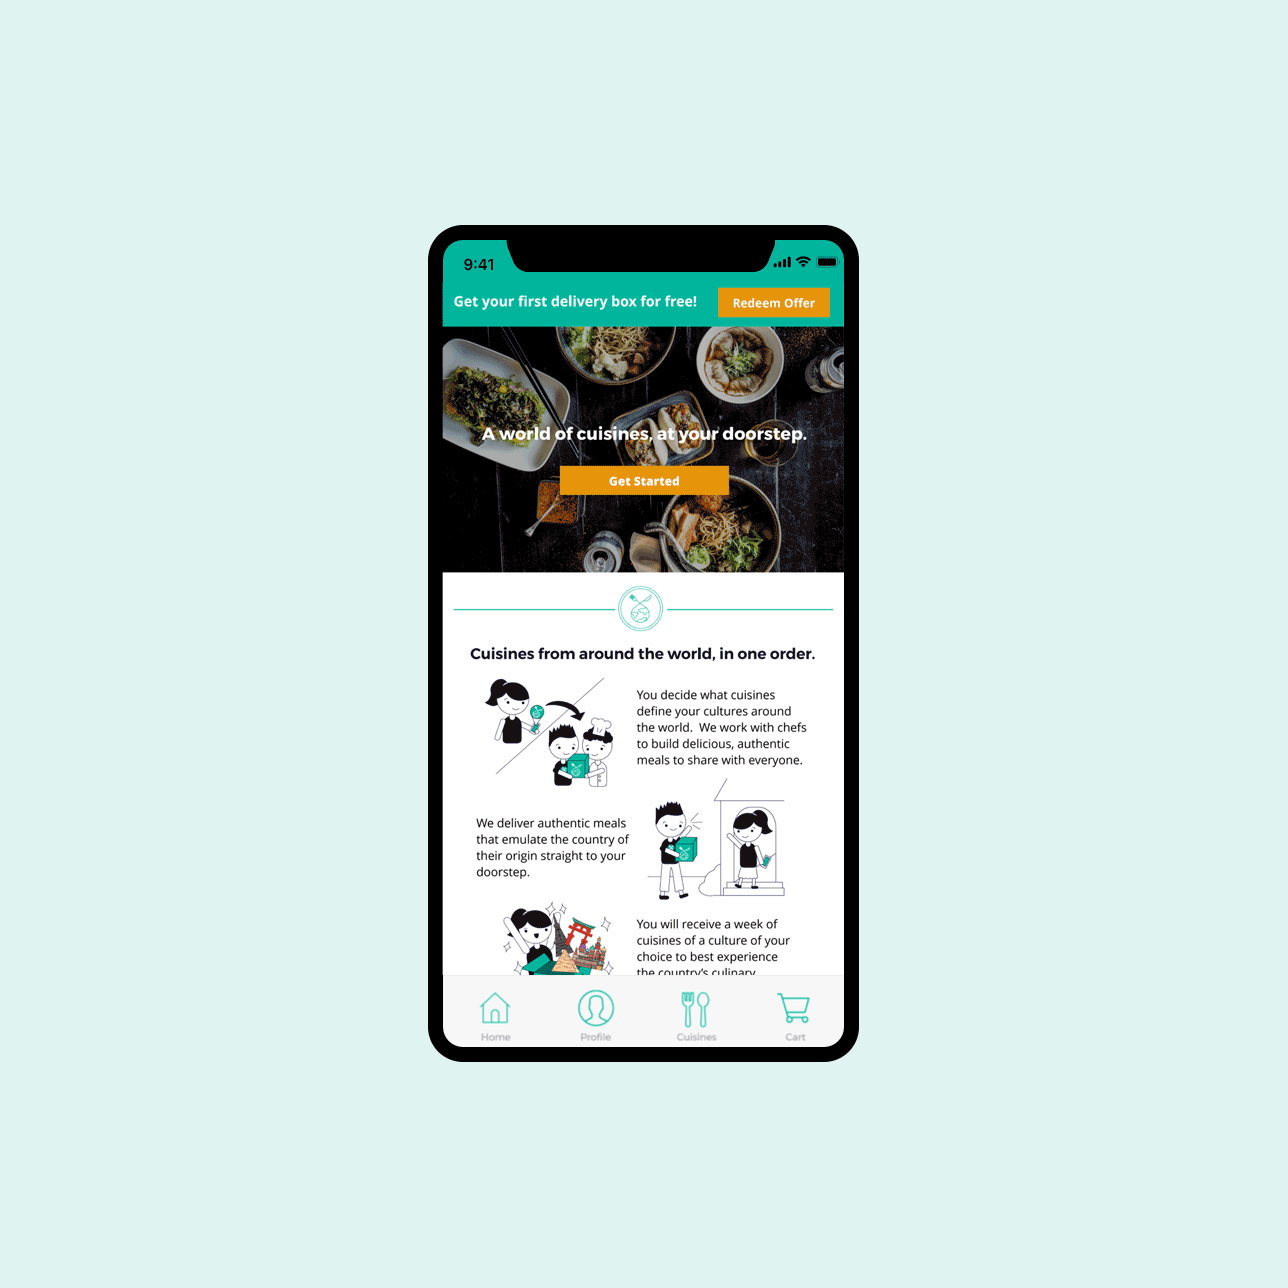 9:41
Get your first delivery box for free!
Redeem Offer
A world of cuisines, at your doorstep.
Get Started
Cuisines from around the world, in one order.
You decide what cuisines
define your cultures around
the world. We work with chefs
to build delicious, authentic
meals to share with everyone.
We deliver authentic meals
that emulate the country of
their origin straight to your
doorstep.
You will receive a week of
cuisines of a culture of your
choice to best experience
the country's culinary
Home
Profile
Cuisines
Cart